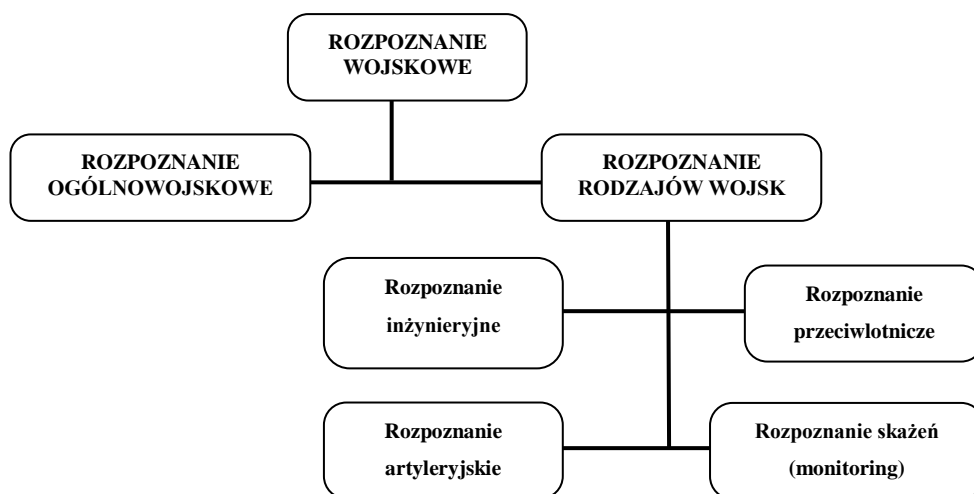 ROZPOZNANIE
WOJSKOWE
ROZPOZNANIE
OGÓLNOWOJSKOWE
ROZPOZNANIE
RODZAJÓW WOJSK
Rozpoznanie
inżynieryjne
Rozpoznanie
przeciwlotnicze
Rozpoznanie
artyleryjskie
Rozpoznanie skażeń
(monitoring)